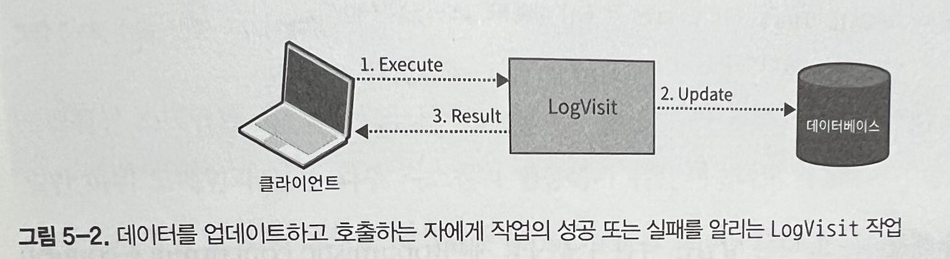 1. Execute
LogVisit
2. Update
3. Result
데이터베이스
클라이언트
그림 5-2. 데이터를 업데이트하고 호출하는 자에게 작업의 성공 또는 실패를 알리는 LogVisit 작업